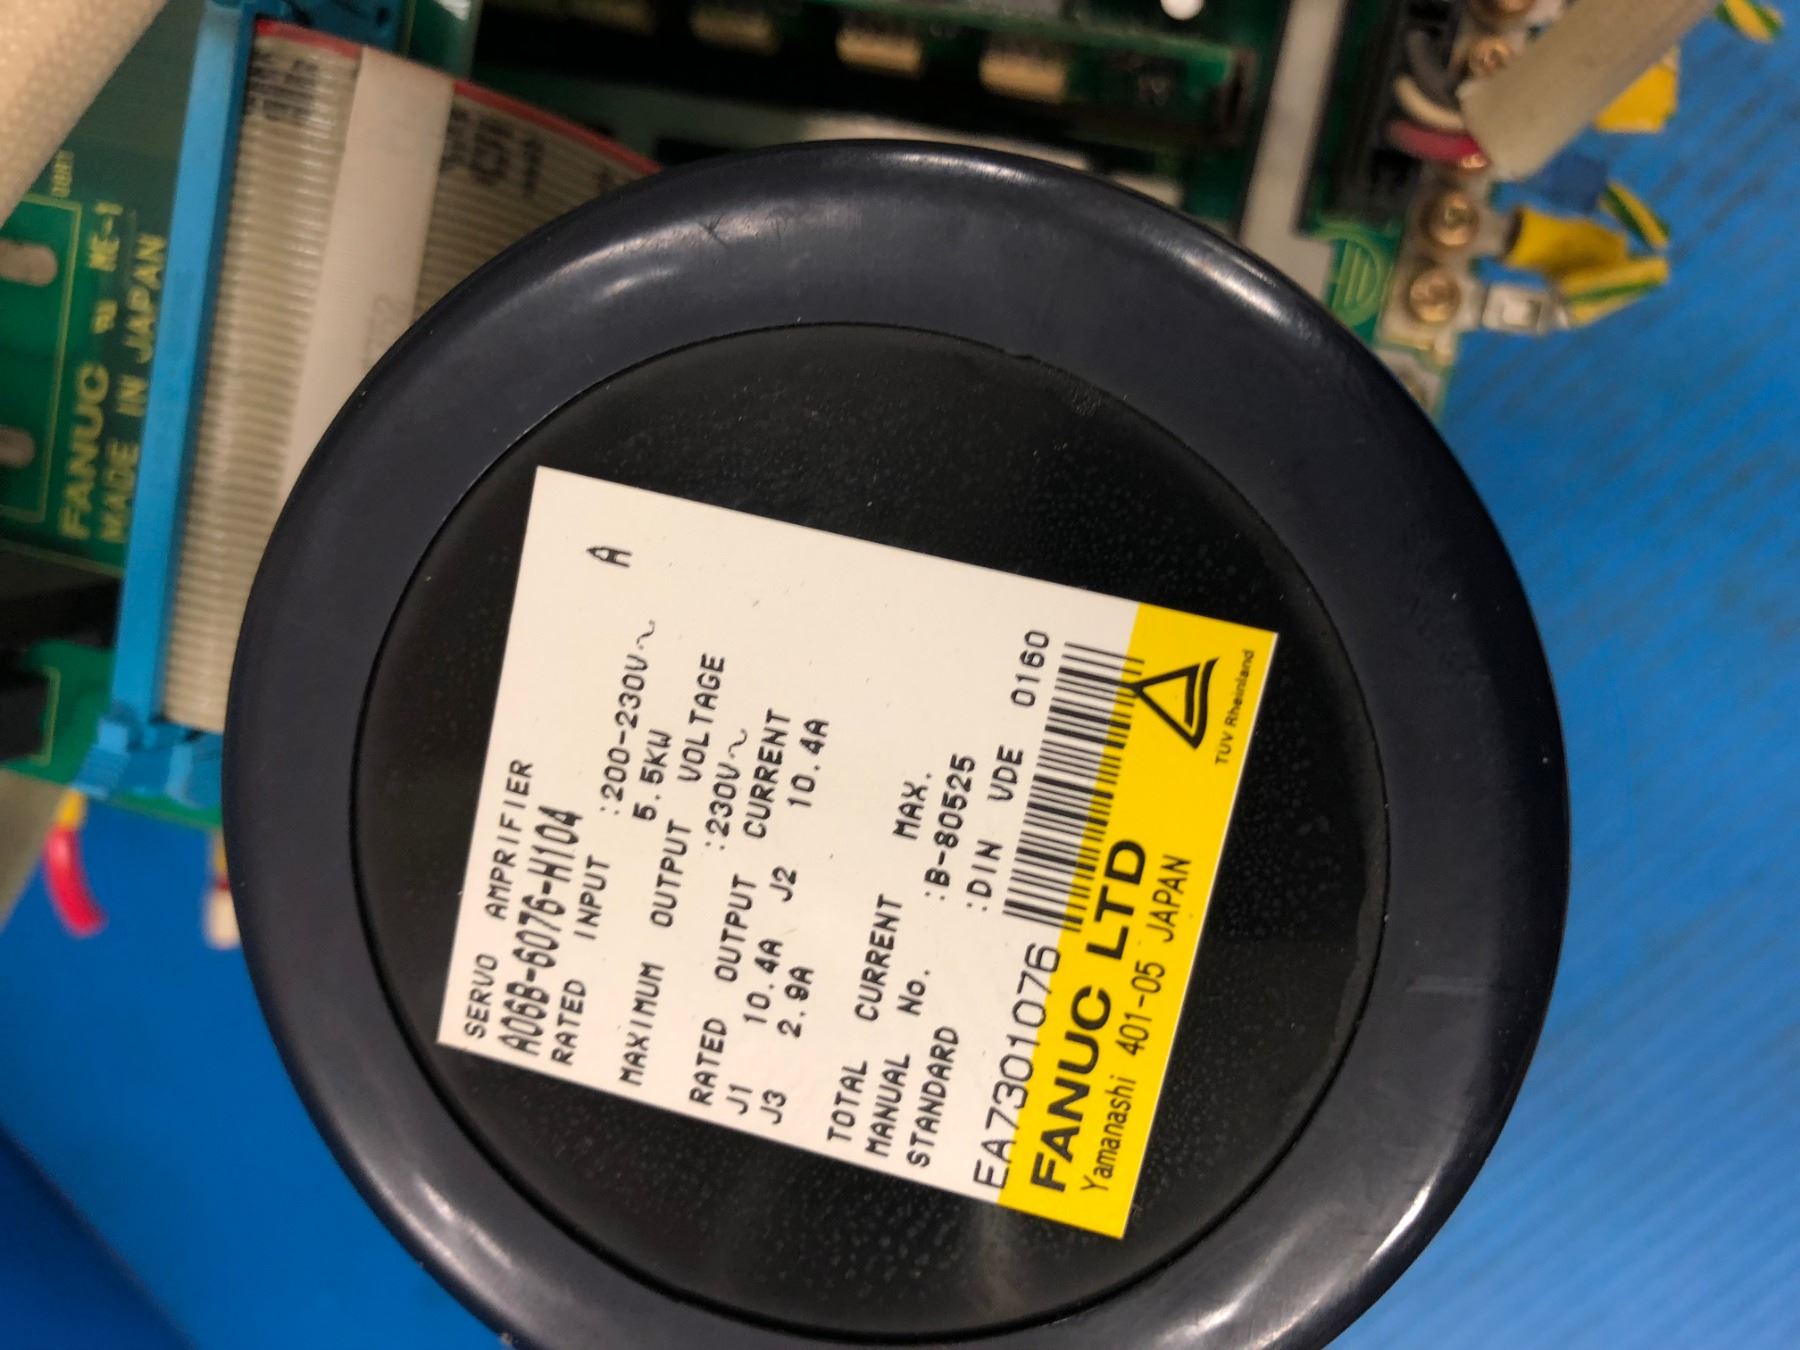 SERVO AMPRIFIER
A06B-6076-H104 A
RATED INPUT :200-230V~
5.5KW
MAXIMUM OUTPUT VOLTAGE
:230V~
RATED OUTPUT CURRENT
J1 10.4A J2 10.4A
J3 2.9A
TOTAL CURRENT MAX.
MANUAL No. :B-80525
STANDARD :DIN VDE 0160
EA7301076
FANUC LTD
Yamanashi 401-05 JAPAN
TÜV Rheinland
FANUC ME-1
MADE IN JAPAN